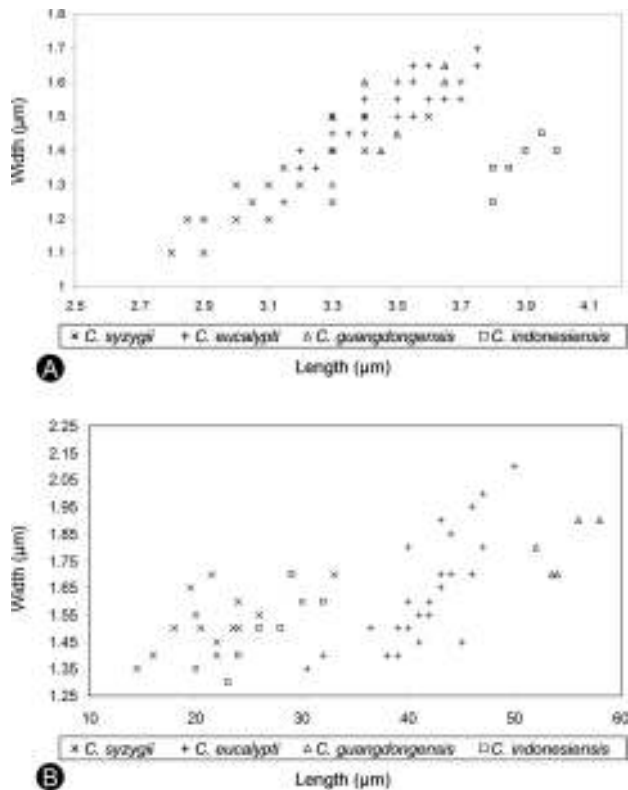 1.8
1.7
1.6
1.5
1.4
1.3
1.2
1.1
1
Width (µm)
2.5 2.7 2.9 3.1 3.3 3.5 3.7 3.9 4.1
× C. syzygii + C. eucalypti △ C. guangdongensis □ C. indonesiensis
A
Length (µm)
2.25
2.15
2.05
1.95
1.85
1.75
1.65
1.55
1.45
1.35
1.25
Width (µm)
10 20 30 40 50 60
× C. syzygii + C. eucalypti △ C. guangdongensis □ C. indonesiensis
B
Length (µm)